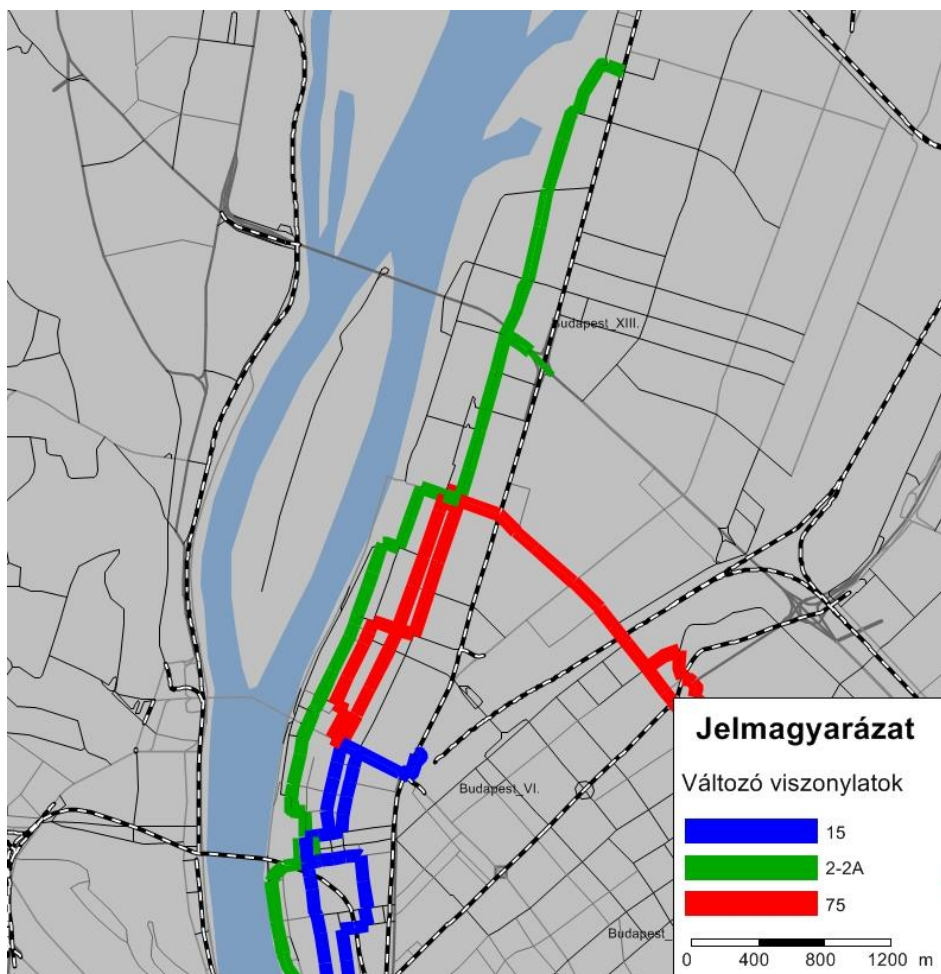 Budapest_XIII.
Budapest_VI.
Budapest_
Jelmagyarázat
Változó viszonylatok
15
2-2A
75
0 400 800 1200 m